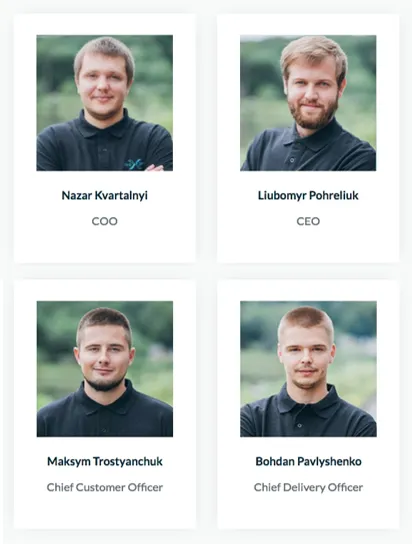 Nazar Kvartalnyi
COO
Liubomyr Pohreliuk
CEO
Maksym Trostyanchuk
Chief Customer Officer
Bohdan Pavlyshenko
Chief Delivery Officer